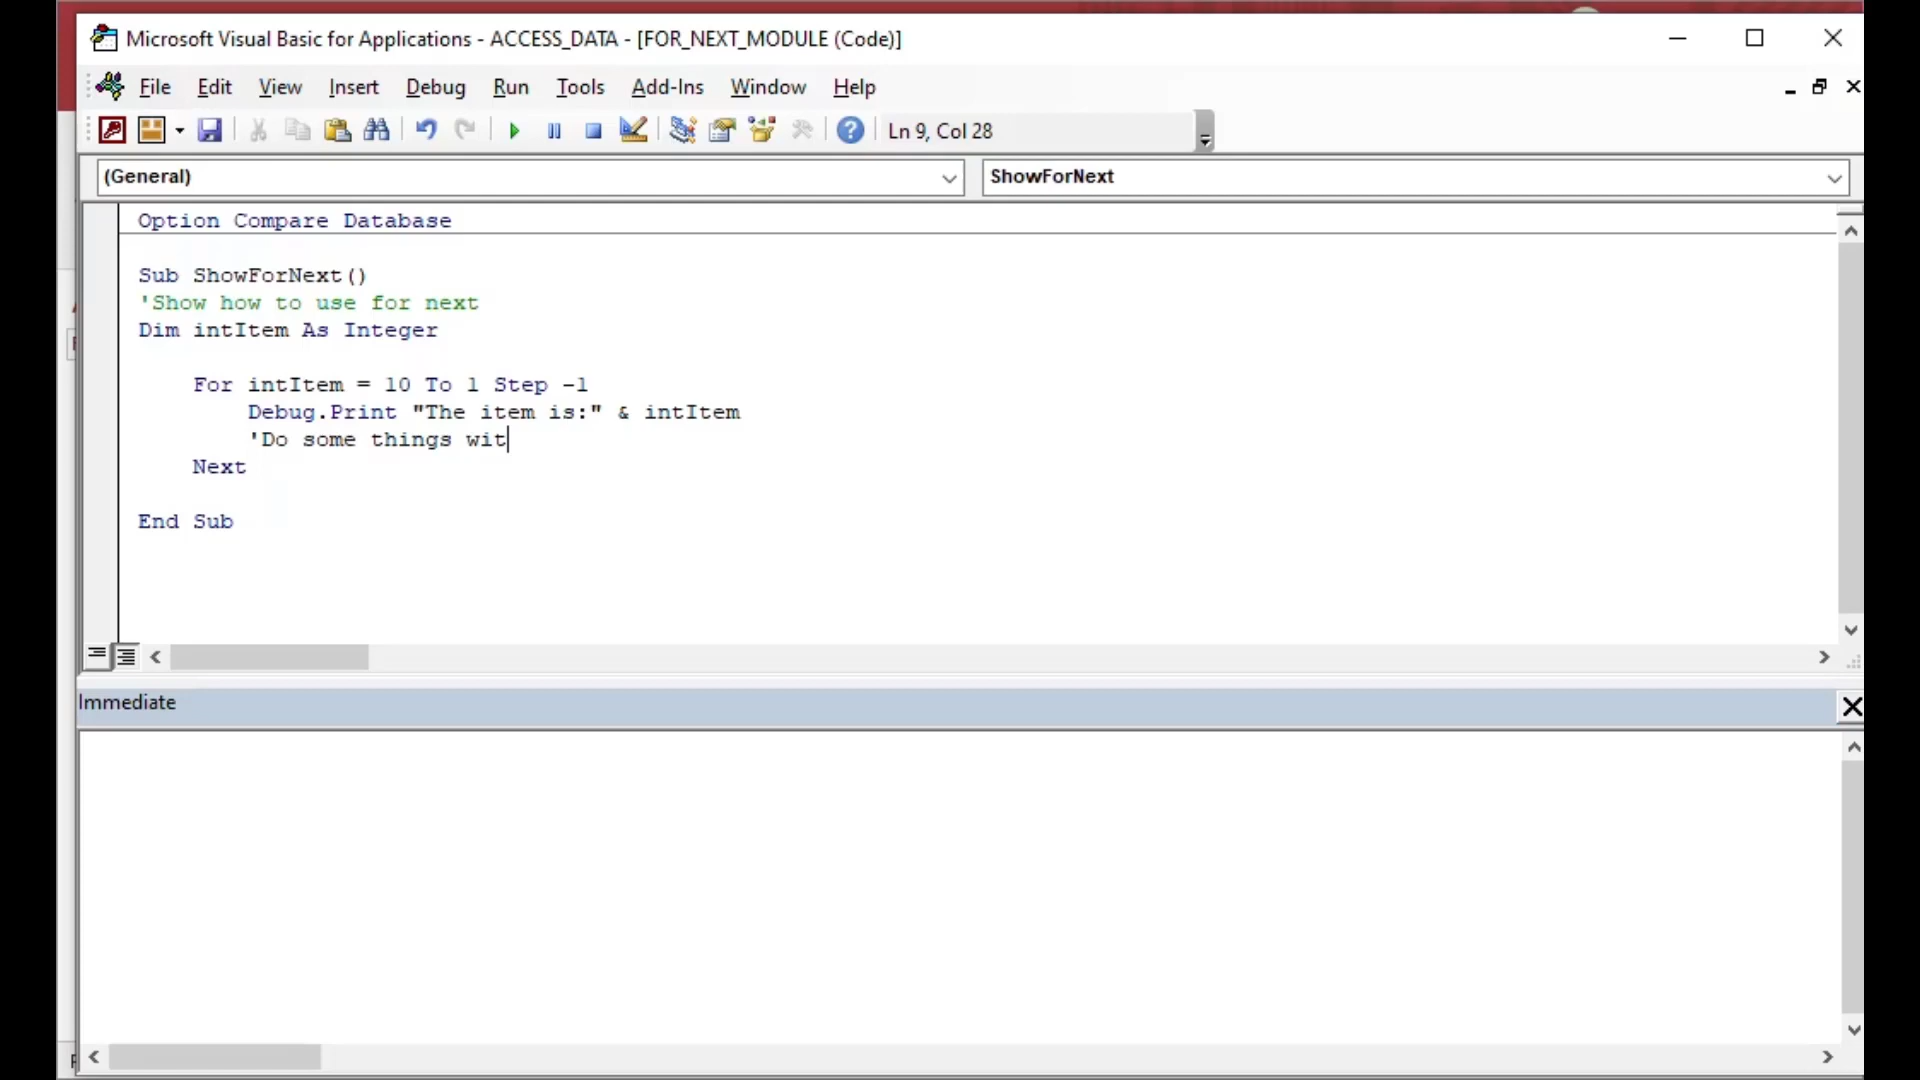 Microsoft Visual Basic for Applications - ACCESS_DATA - [FOR_NEXT_MODULE (Code)]
File Edit View Insert Debug Run Tools Add-Ins Window Help
Ln 9, Col 28
(General) ShowForNext
Option Compare Database
Sub ShowForNext()
'Show how to use for next
Dim intItem As Integer
For intItem = 10 To 1 Step -1
Debug.Print "The item is:" & intItem
'Do some things wit
Next
End Sub
Immediate